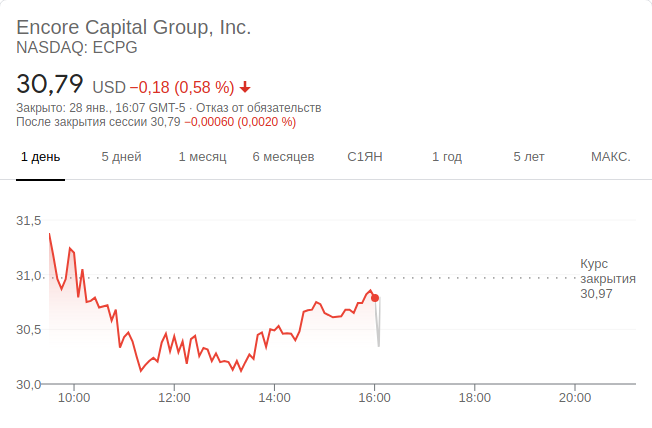 Encore Capital Group, Inc.
NASDAQ: ECPG
30,79 USD −0,18 (0,58 %)
Закрыто: 28 янв., 16:07 GMT-5 · Отказ от обязательств
После закрытия сессии 30,79 −0,00060 (0,0020 %)
1 день 5 дней 1 месяц 6 месяцев С1ЯН 1 год 5 лет МАКС.
31,5
31,0
30,5
30,0
Курс
закрытия
30,97
10:00 12:00 14:00 16:00 18:00 20:00